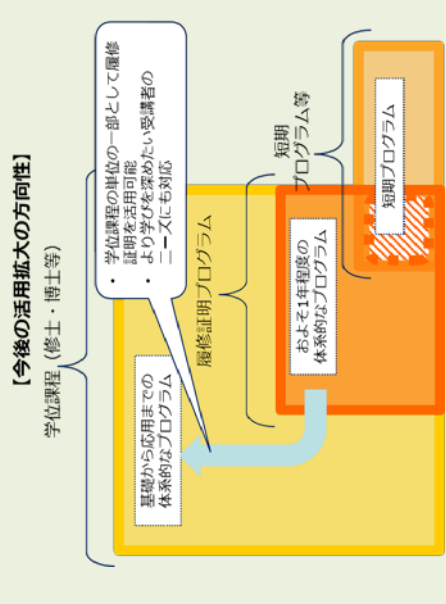 【今後の活用拡大の方向性】
学位課程（修士・博士等）
・ 学位課程の単位の一部として履修
証明を活用可能
・ より学びを深めたい受講者の
ニーズにも対応
基礎から応用までの
体系的なプログラム
履修証明プログラム
およそ1年程度の
体系的なプログラム
短期
プログラム等
短期プログラム